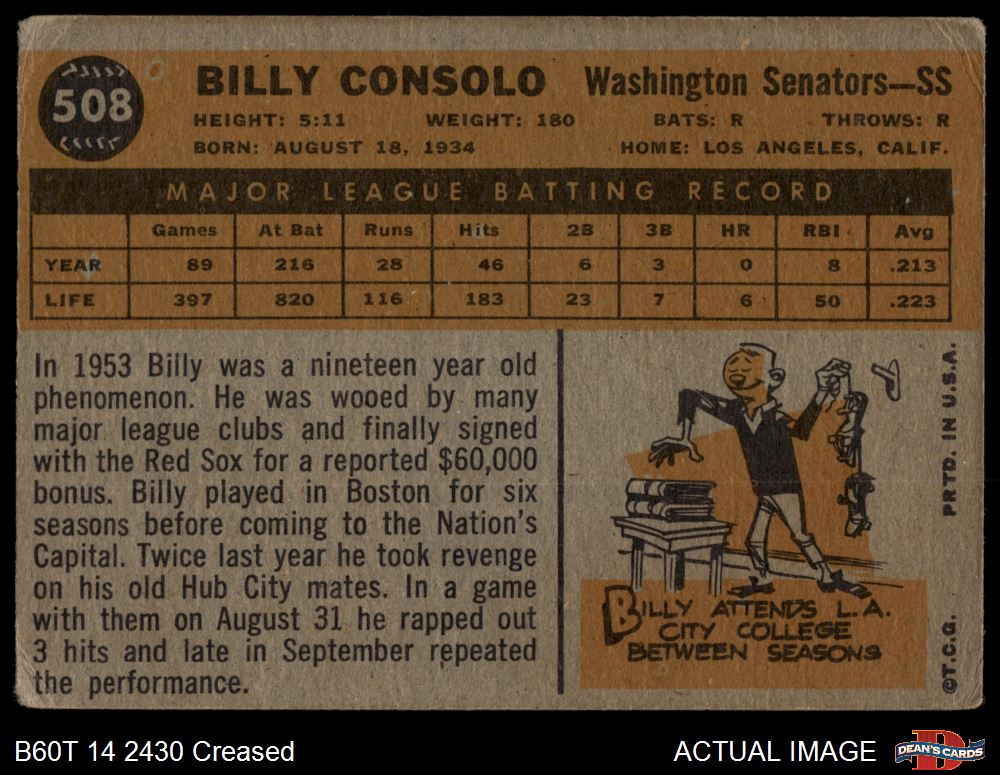 508
BILLY CONSOLO Washington Senators—SS
HEIGHT: 5:11 WEIGHT: 180 BATS: R THROWS: R
BORN: AUGUST 18, 1934 HOME: LOS ANGELES, CALIF.
MAJOR LEAGUE BATTING RECORD
Games At Bat Runs Hits 2B 3B HR RBI Avg
YEAR 89 216 28 46 6 3 0 8 .213
LIFE 397 820 116 183 23 7 6 50 .223
In 1953 Billy was a nineteen year old
phenomenon. He was wooed by many
major league clubs and finally signed
with the Red Sox for a reported $60,000
bonus. Billy played in Boston for six
seasons before coming to the Nation's
Capital. Twice last year he took revenge
on his old Hub City mates. In a game
with them on August 31 he rapped out
3 hits and late in September repeated
the performance.
BILLY ATTENDS L.A.
CITY COLLEGE
BETWEEN SEASONS
©T.C.G. PRTD. IN U.S.A.
B60T 14 2430 Creased ACTUAL IMAGE
DEAN'S CARDS